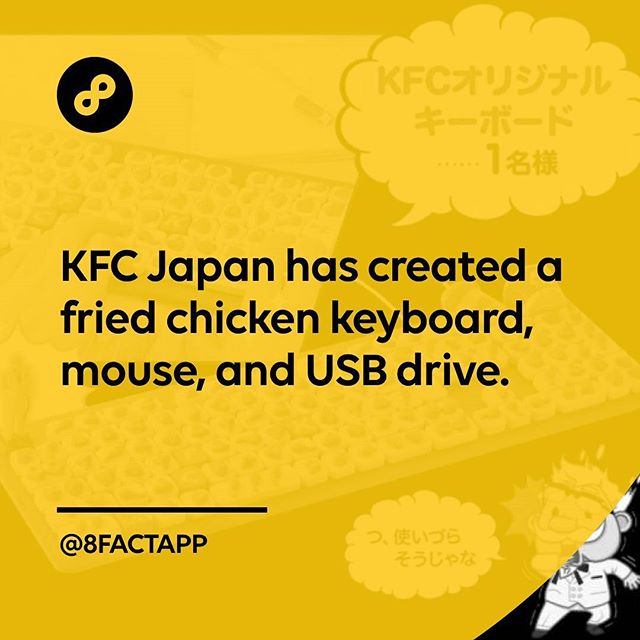 KFCオリジナル
キーボード
……1名様
KFC Japan has created a
fried chicken keyboard,
mouse, and USB drive.
@8FACTAPP
つ、使いづら
そうじゃな